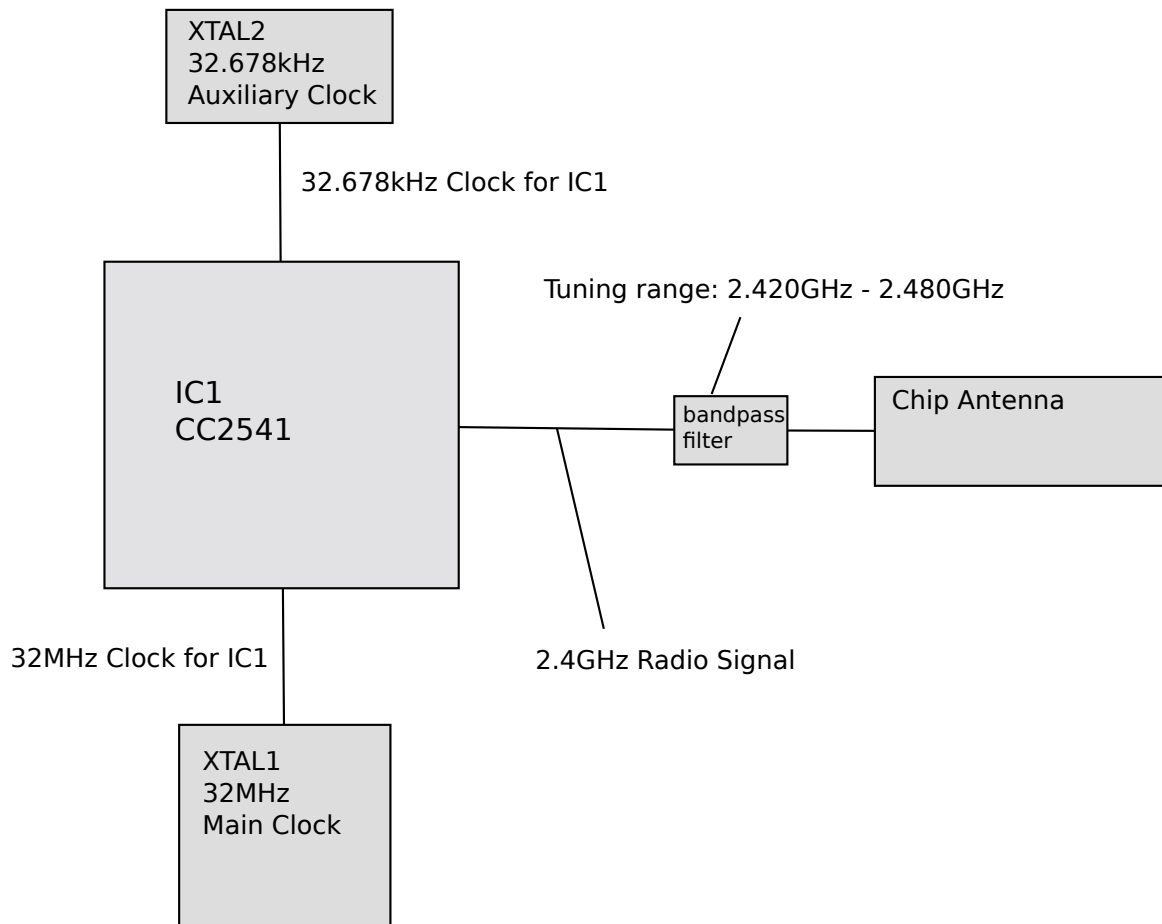 XTAL2
32.678kHz
Auxiliary Clock
32.678kHz Clock for IC1
Tuning range: 2.420GHz - 2.480GHz
IC1
CC2541
bandpass
filter
Chip Antenna
32MHz Clock for IC1
2.4GHz Radio Signal
XTAL1
32MHz
Main Clock